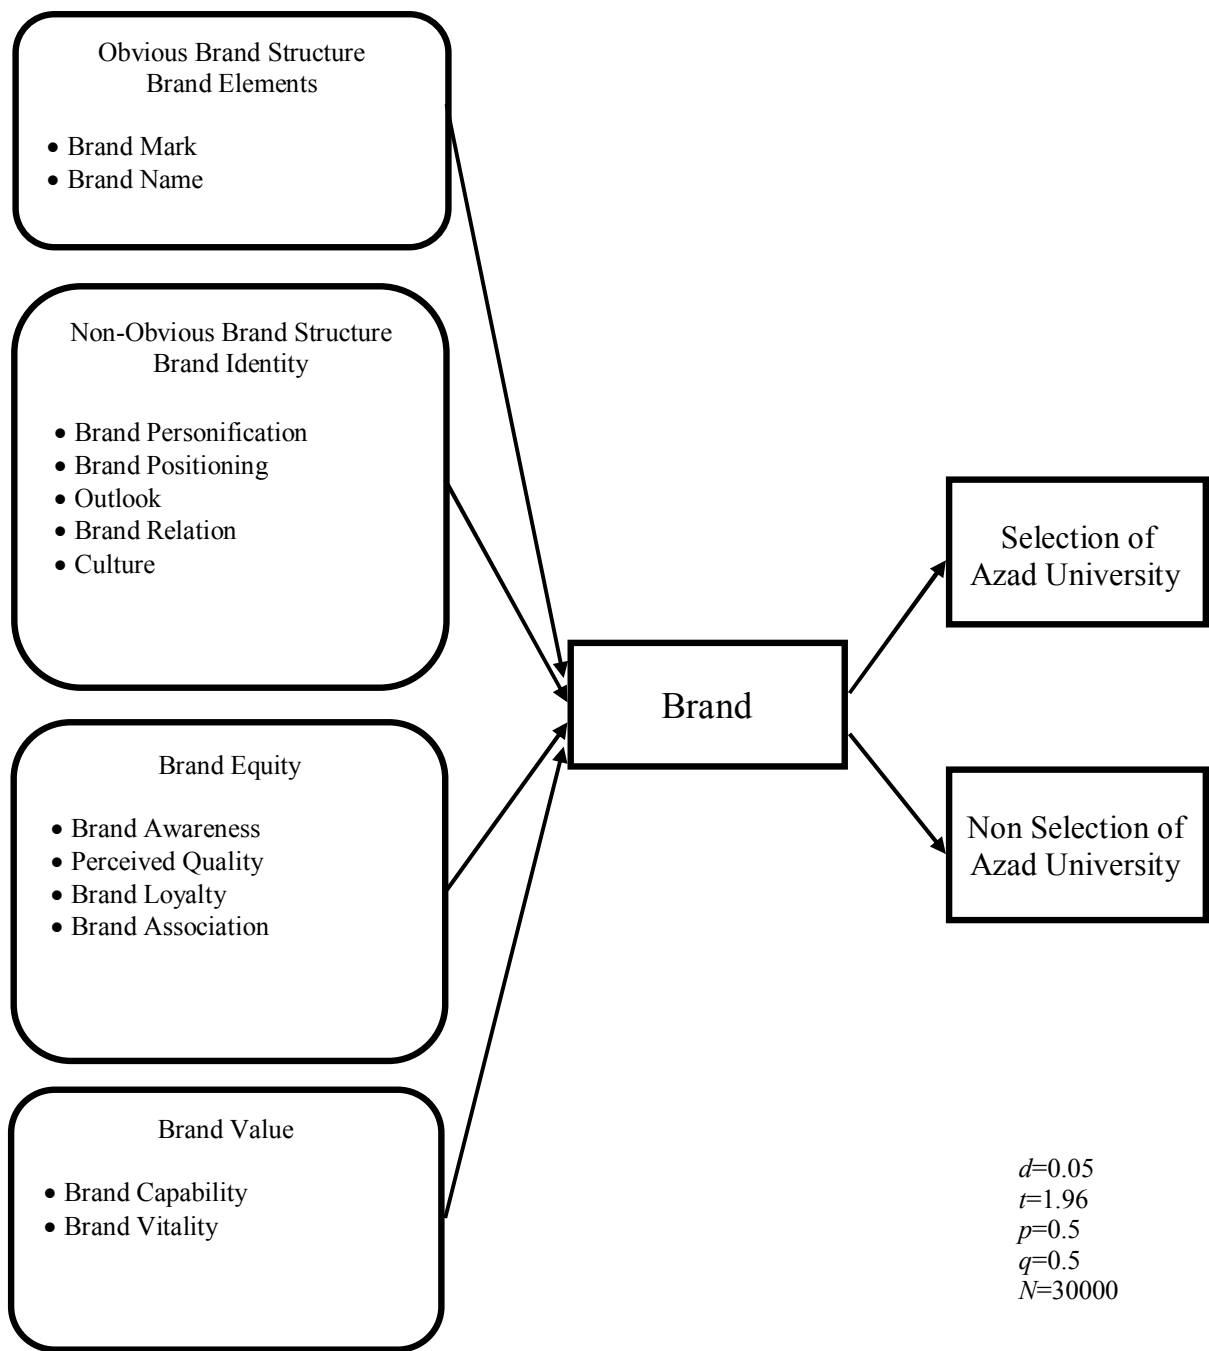 Obvious Brand Structure
Brand Elements
• Brand Mark
• Brand Name
Non-Obvious Brand Structure
Brand Identity
• Brand Personification
• Brand Positioning
• Outlook
• Brand Relation
• Culture
Brand Equity
• Brand Awareness
• Perceived Quality
• Brand Loyalty
• Brand Association
Brand Value
• Brand Capability
• Brand Vitality
Brand
Selection of
Azad University
Non Selection of
Azad University
d=0.05
t=1.96
p=0.5
q=0.5
N=30000